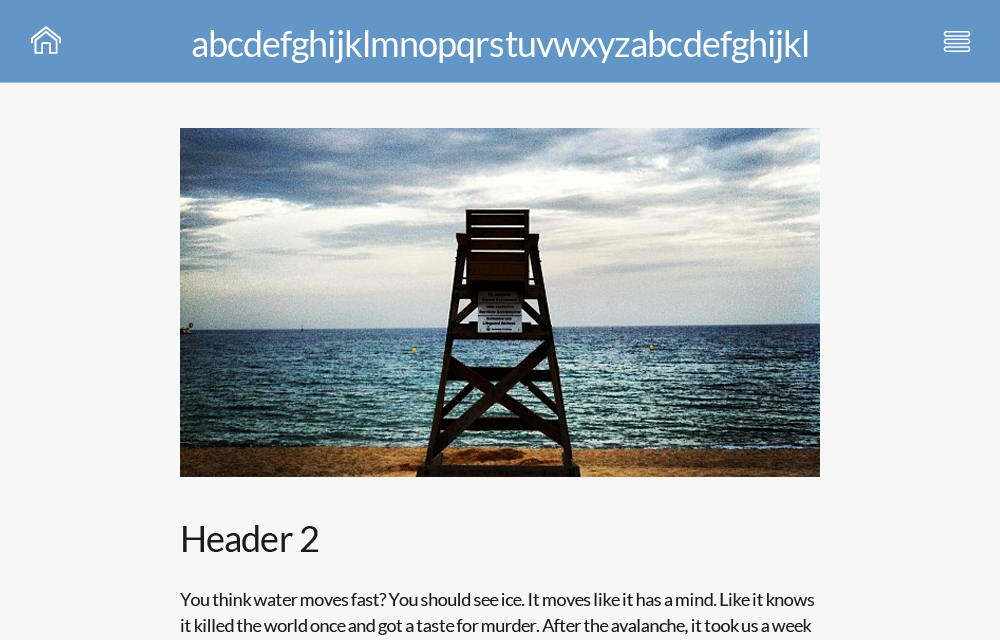 abcdefghijklmnopqrstuvwxyzabcdefghijkl
Header 2
You think water moves fast? You should see ice. It moves like it has a mind. Like it knows
it killed the world once and got a taste for murder. After the avalanche, it took us a week